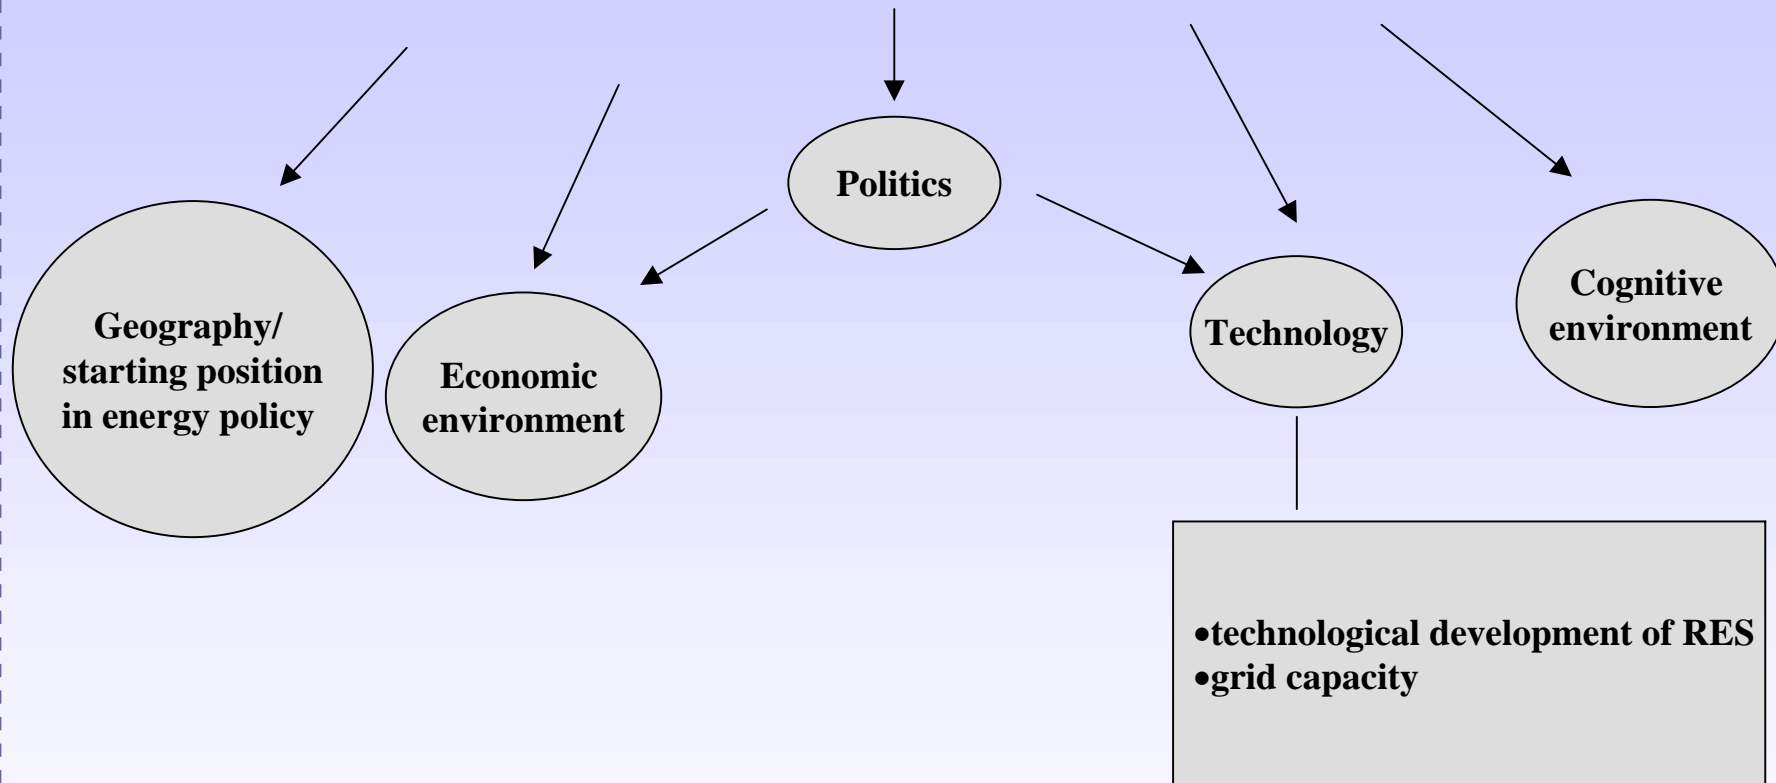 Politics
Geography/
starting position
in energy policy
Economic
environment
Technology
Cognitive
environment
•technological development of RES
•grid capacity